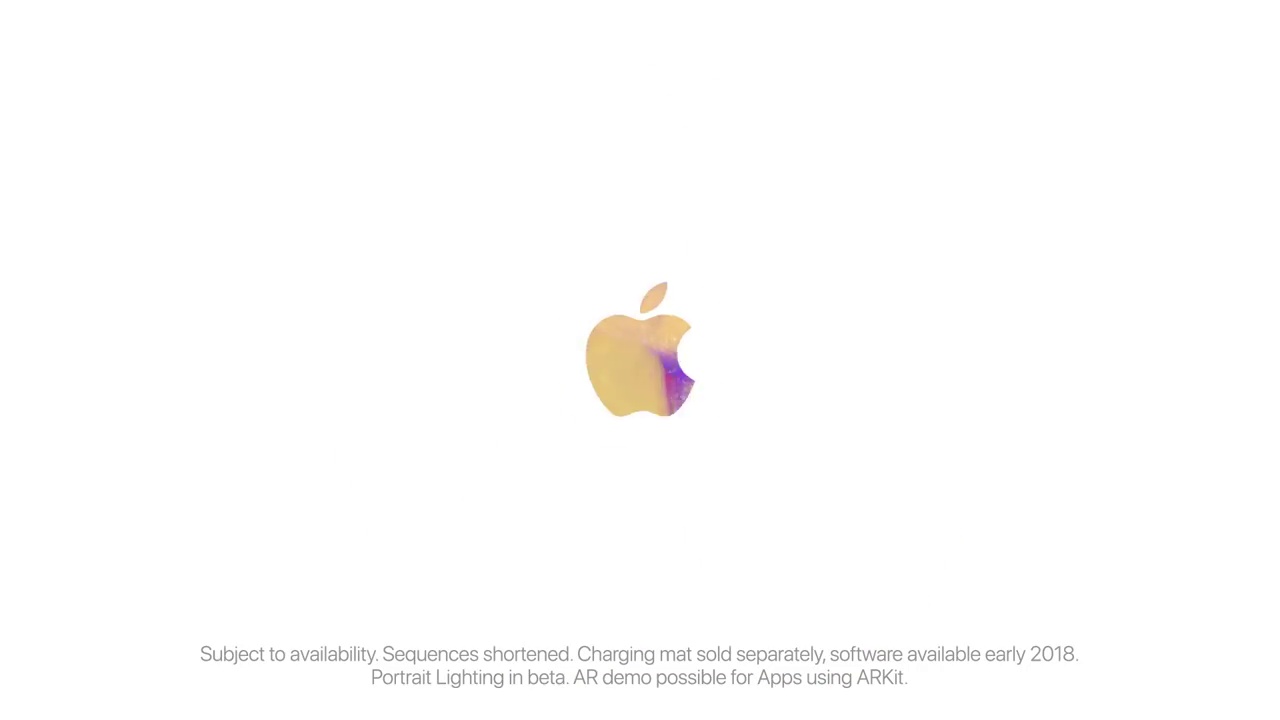 Subject to availability. Sequences shortened. Charging mat sold separately, software available early 2018.
Portrait Lighting in beta. AR demo possible for Apps using ARKit.